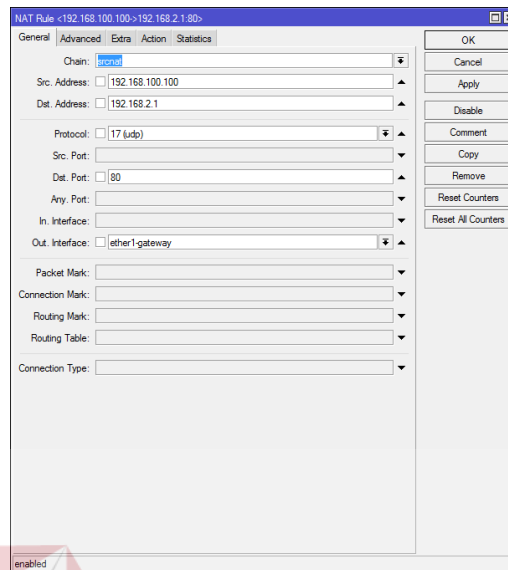 NAT Rule <192.168.100.100->192.168.2.1:80>
General Advanced Extra Action Statistics
Chain: srcnat
Src. Address: 192.168.100.100
Dst. Address: 192.168.2.1
Protocol: 17 (udp)
Src. Port:
Dst. Port: 80
Any. Port:
In. Interface:
Out. Interface: ether1-gateway
Packet Mark:
Connection Mark:
Routing Mark:
Routing Table:
Connection Type:
OK
Cancel
Apply
Disable
Comment
Copy
Remove
Reset Counters
Reset All Counters
enabled